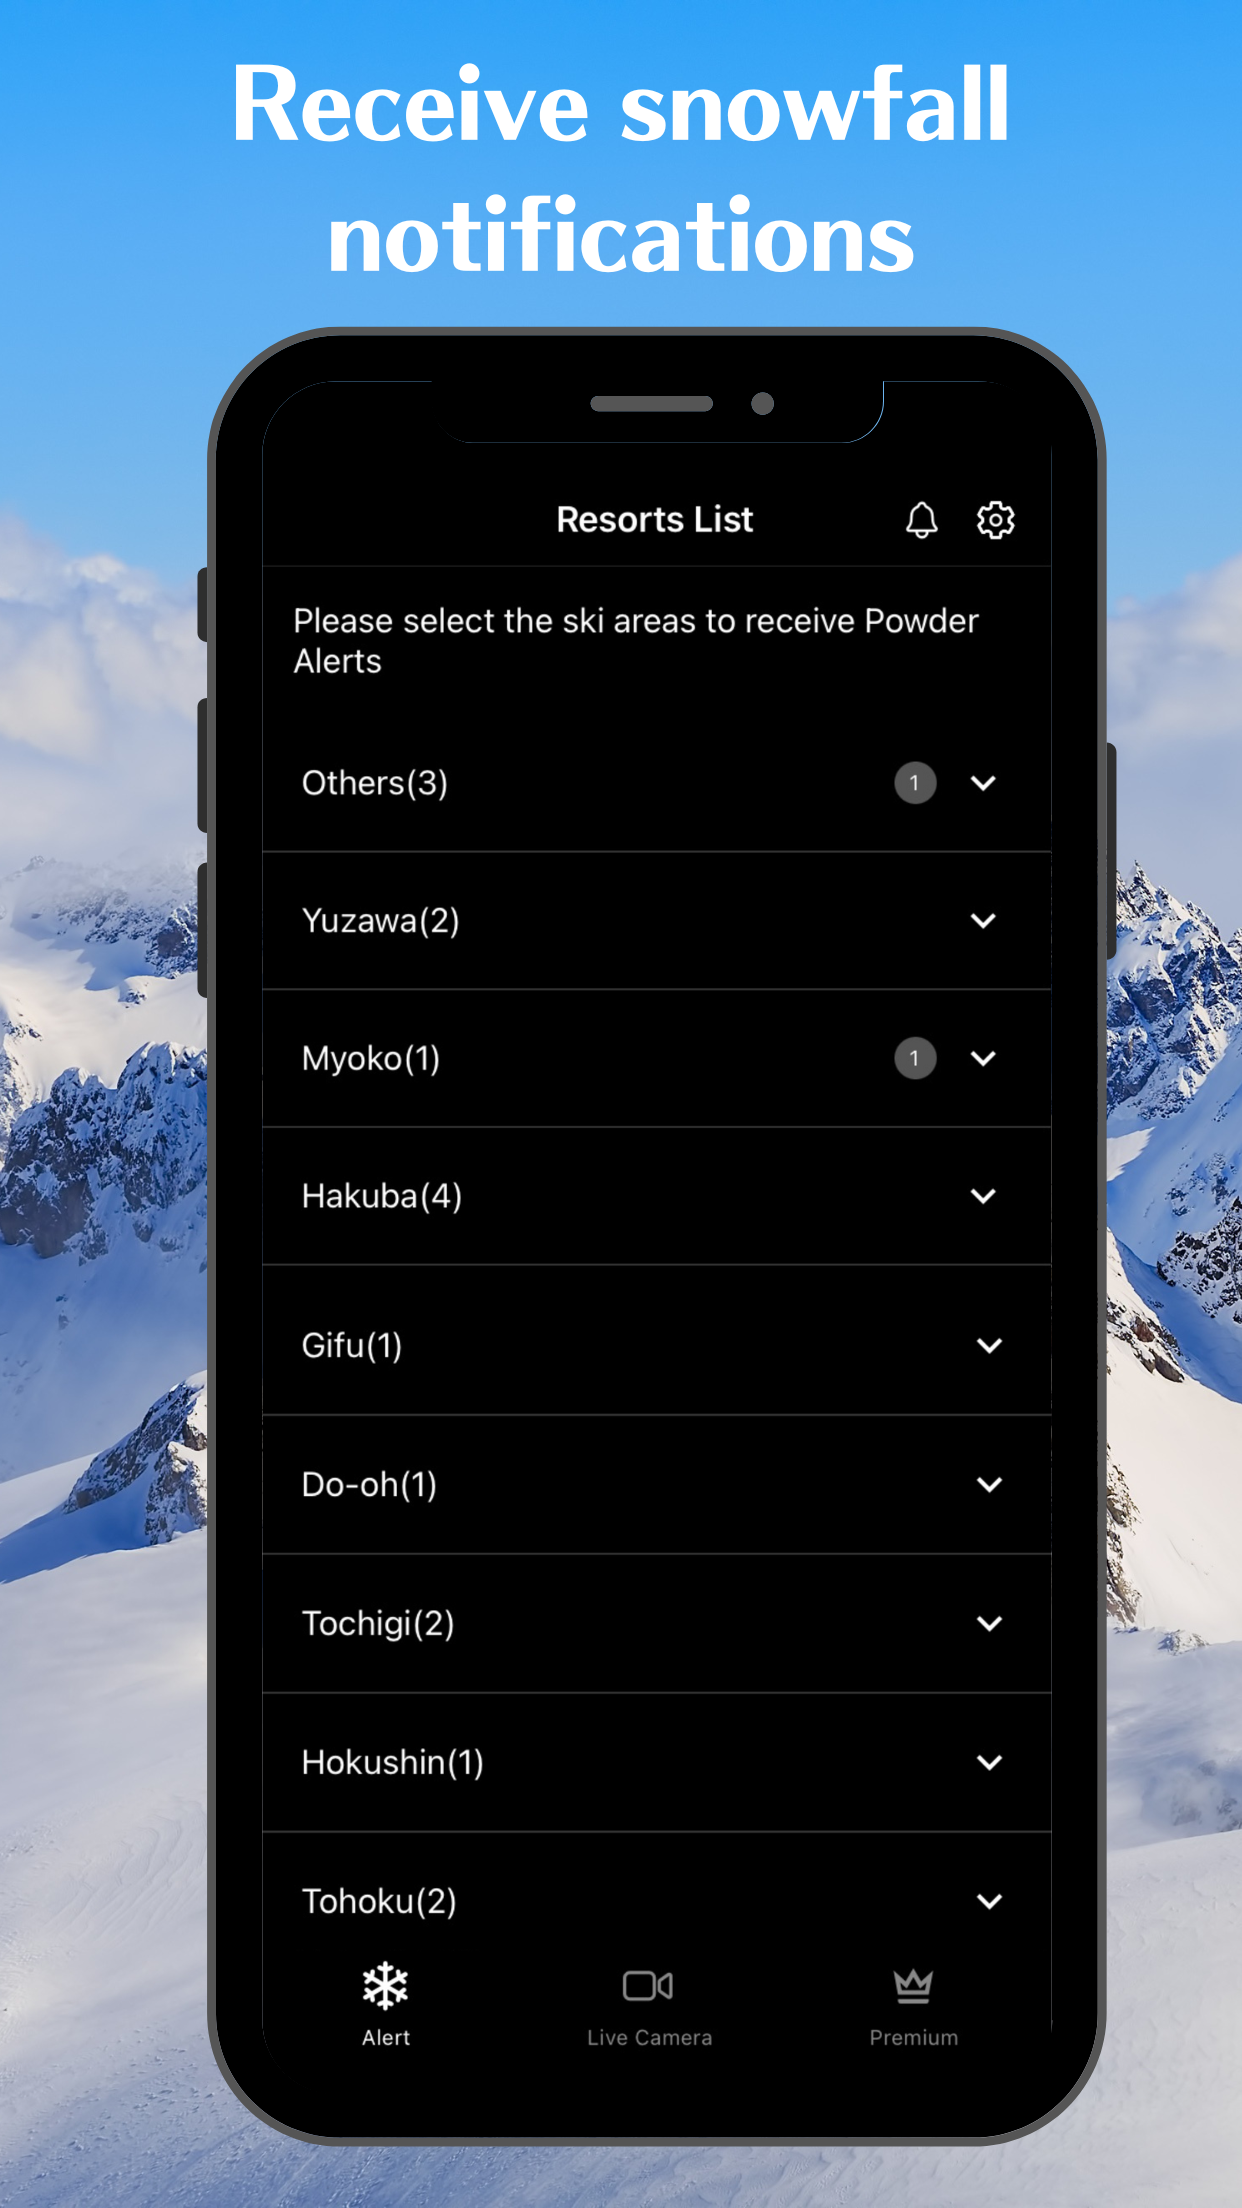 Receive snowfall
notifications
Resorts List
Please select the ski areas to receive Powder
Alerts
Others(3) 1
Yuzawa(2)
Myoko(1) 1
Hakuba(4)
Gifu(1)
Do-oh(1)
Tochigi(2)
Hokushin(1)
Tohoku(2)
Alert Live Camera Premium